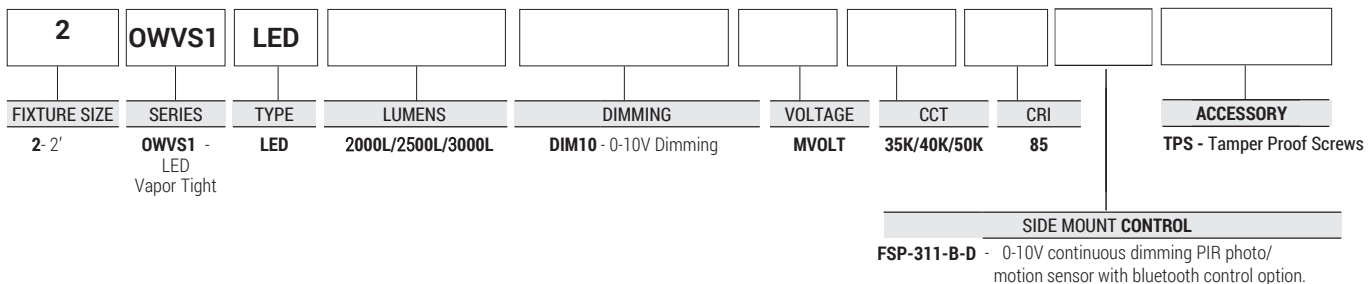 2 OWVS1 LED
FIXTURE SIZE SERIES TYPE LUMENS DIMMING VOLTAGE CCT CRI ACCESSORY
2- 2' OWVS1 - LED 2000L/2500L/3000L DIM10 - 0-10V Dimming MVOLT 35K/40K/50K 85 TPS - Tamper Proof Screws
LED
Vapor Tight
SIDE MOUNT CONTROL
FSP-311-B-D - 0-10V continuous dimming PIR photo/
motion sensor with bluetooth control option.